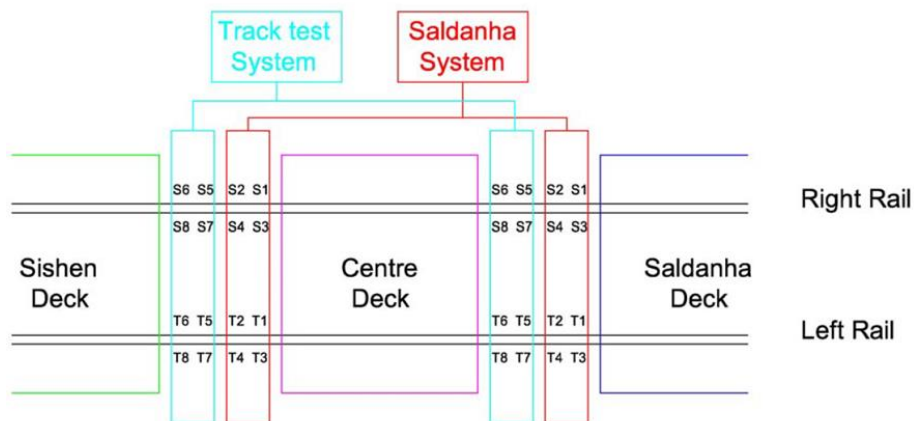 Track test
System
Saldanha
System
S6 S5 S2 S1 S6 S5 S2 S1
Right Rail
S8 S7 S4 S3 S8 S7 S4 S3
Sishen
Deck
Centre
Deck
Saldanha
Deck
T6 T5 T2 T1 T6 T5 T2 T1
Left Rail
T8 T7 T4 T3 T8 T7 T4 T3